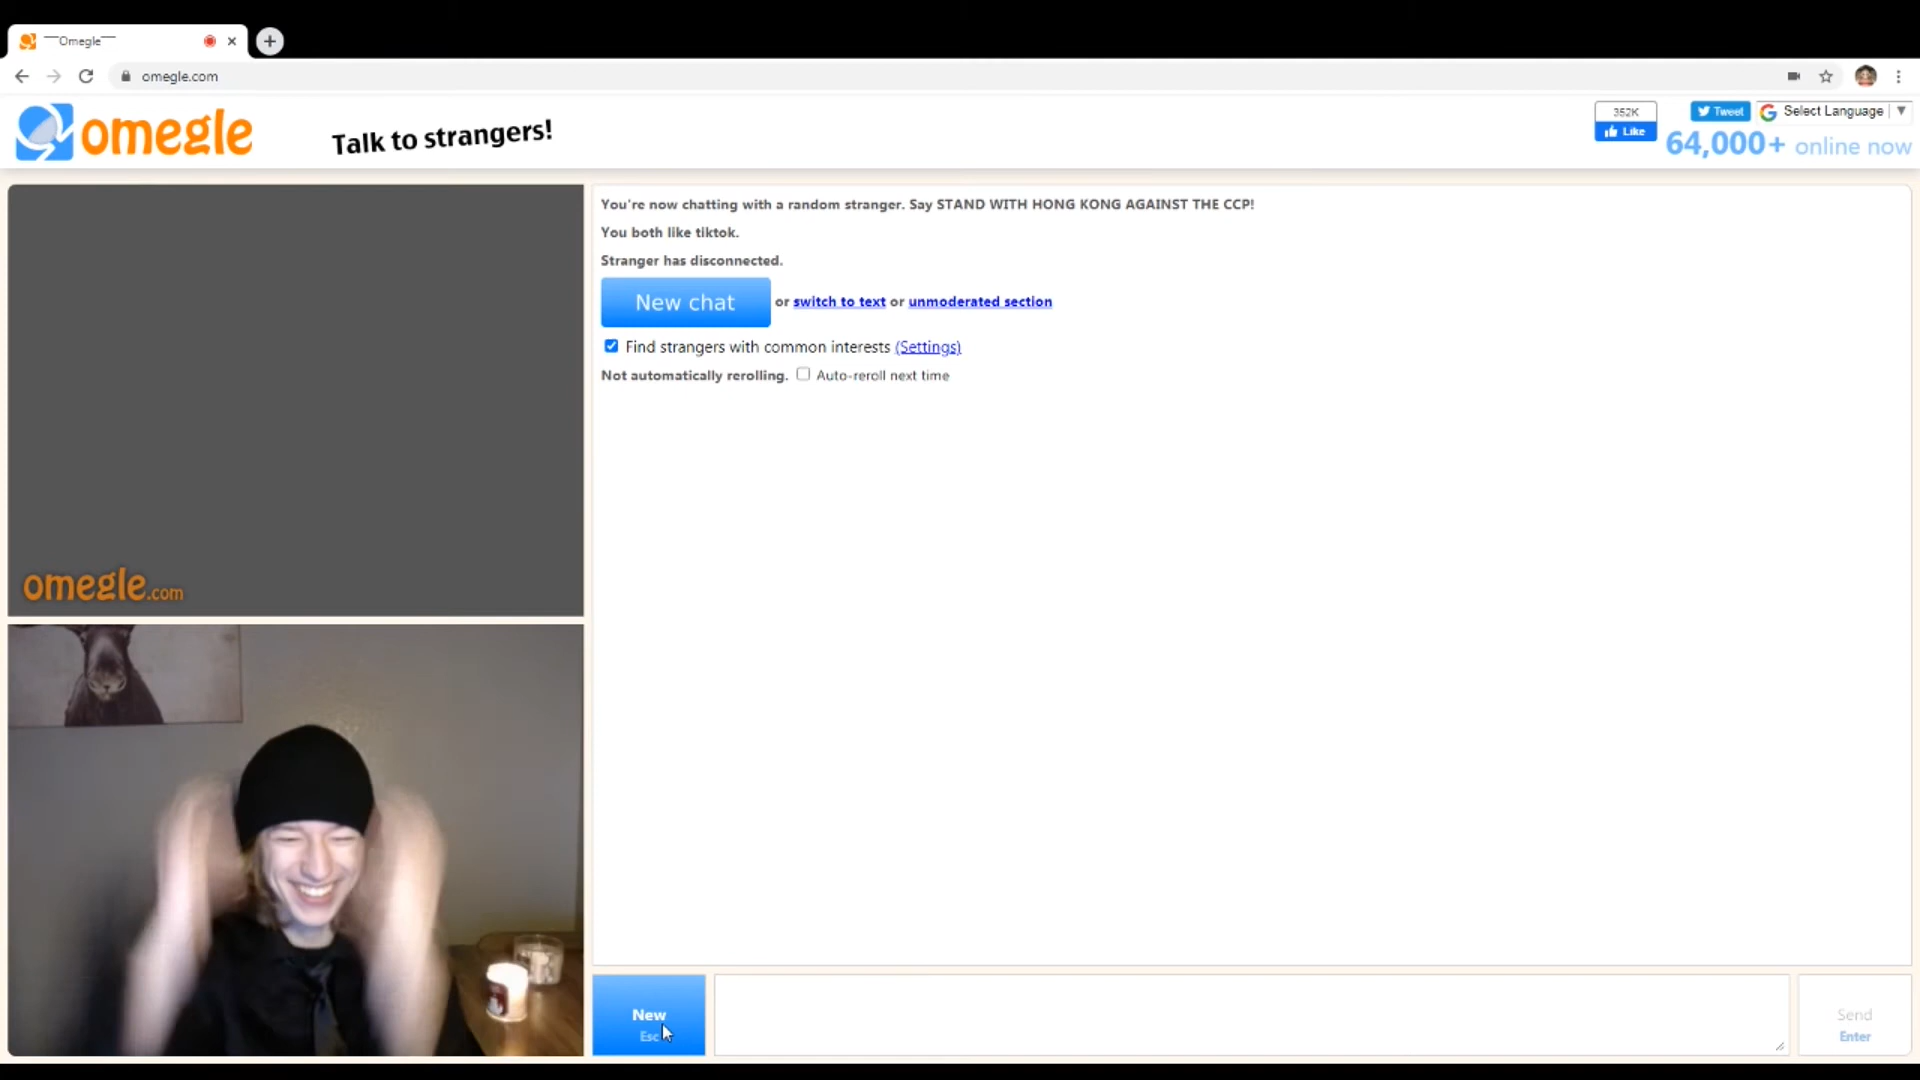 Omegle
omegle.com
omegle
Talk to strangers!
352K
Like
Tweet
Select Language
64,000+ online now
You're now chatting with a random stranger. Say STAND WITH HONG KONG AGAINST THE CCP!
You both like tiktok.
Stranger has disconnected.
New chat or switch to text or unmoderated section
Find strangers with common interests (Settings)
Not automatically rerolling. Auto-reroll next time
omegle.com
New
Esc
Send
Enter